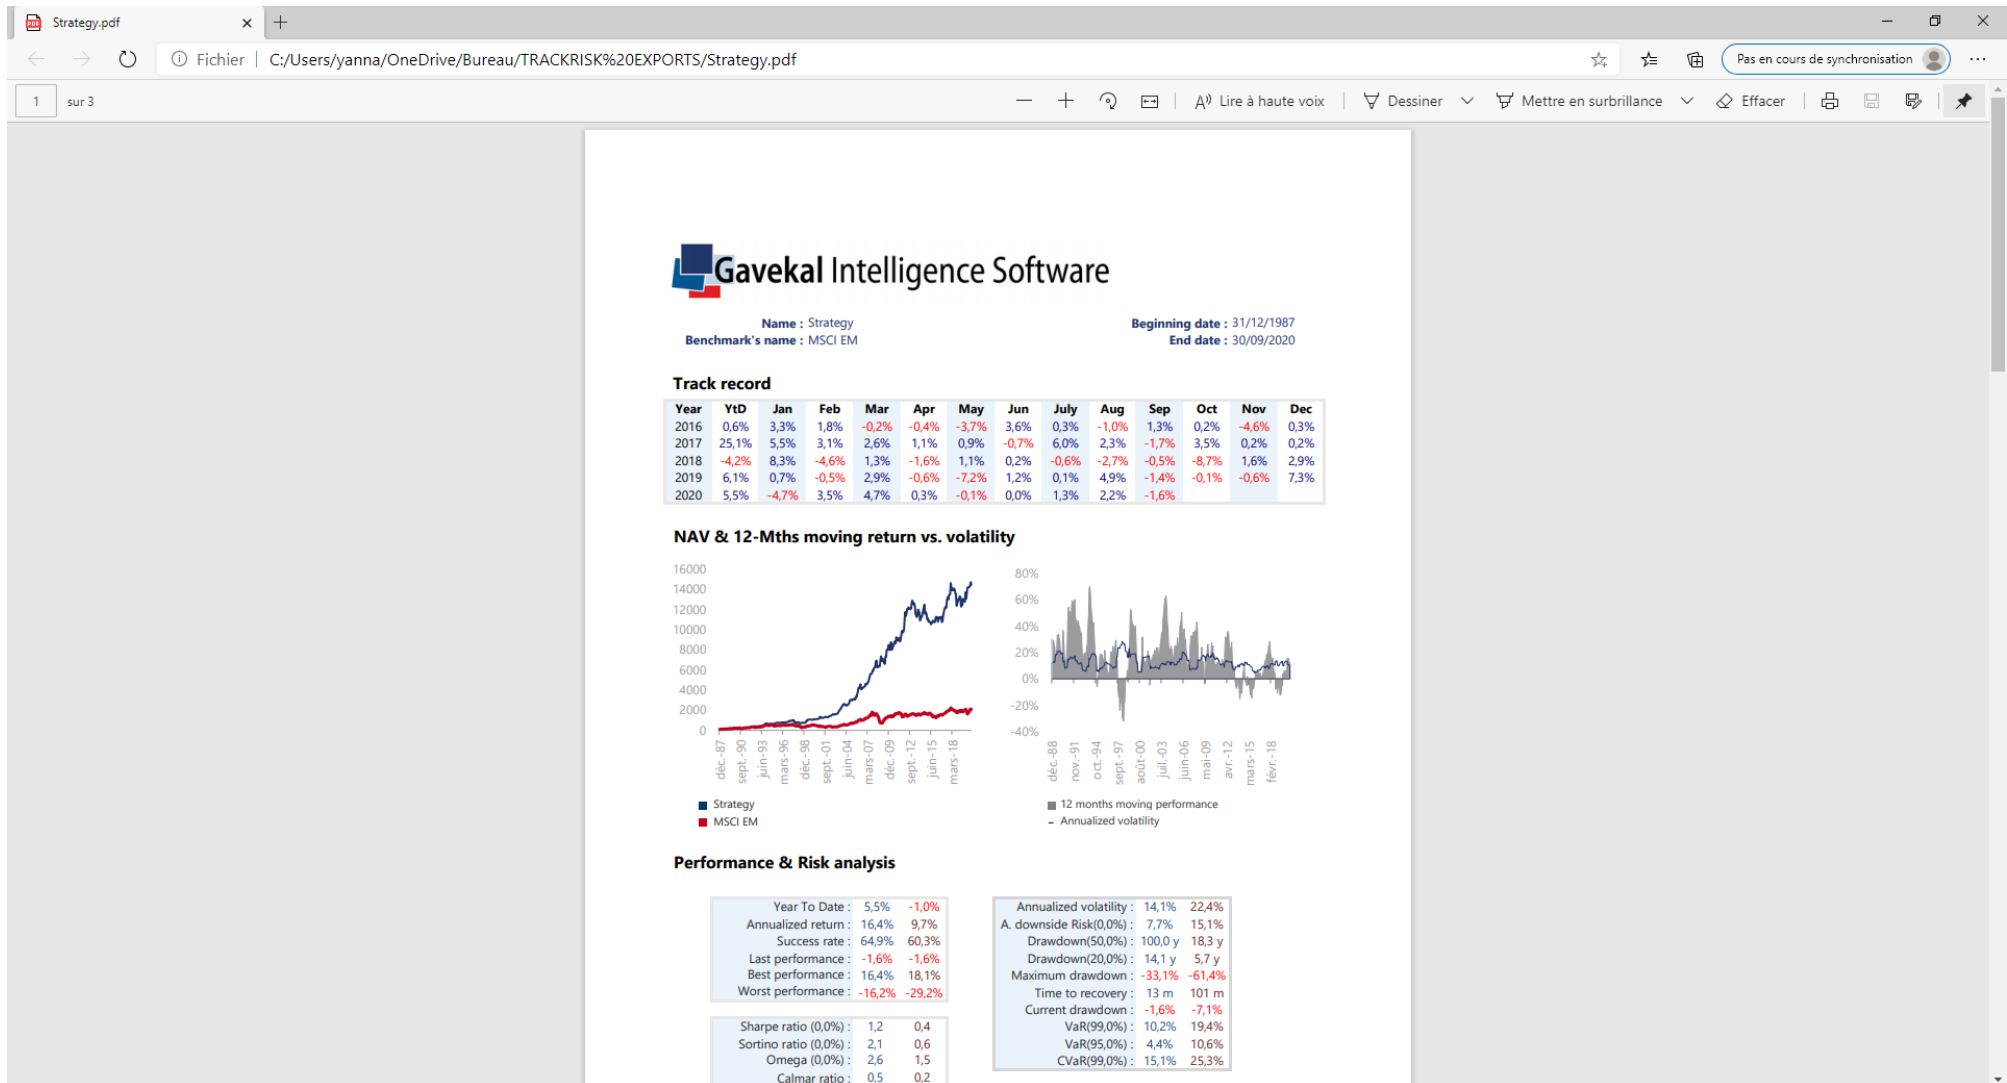 Strategy.pdf
Fichier C:/Users/yanna/OneDrive/Bureau/TRACKRISK%20EXPORTS/Strategy.pdf Pas en cours de synchronisation
1 sur 3 Lire à haute voix Dessiner Mettre en surbrillance Effacer
Gavekal Intelligence Software
Name : Strategy Beginning date : 31/12/1987
Benchmark's name : MSCI EM End date : 30/09/2020
Track record
Year YtD Jan Feb Mar Apr May Jun July Aug Sep Oct Nov Dec
2016 0,6% 3,3% 1,8% -0,2% -0,4% -3,7% 3,6% 0,3% -1,0% 1,3% 0,2% -4,6% 0,3%
2017 25,1% 5,5% 3,1% 2,6% 1,1% 0,9% -0,7% 6,0% 2,3% -1,7% 3,5% 0,2% 0,2%
2018 -4,2% 8,3% -4,6% 1,3% -1,6% 1,1% 0,2% -0,6% -2,7% -0,5% -8,7% 1,6% 2,9%
2019 6,1% 0,7% -0,5% 2,9% -0,6% -7,2% 1,2% 0,1% 4,9% -1,4% -0,1% -0,6% 7,3%
2020 5,5% -4,7% 3,5% 4,7% 0,3% -0,1% 0,0% 1,3% 2,2% -1,6%
NAV & 12-Mths moving return vs. volatility
16000
14000
12000
10000
8000
6000
4000
2000
0
déc.-87 sept.-90 juin-93 mars-96 déc.-98 sept.-01 juin-04 mars-07 déc.-09 sept.-12 juin-15 mars-18
Strategy
MSCI EM
80%
60%
40%
20%
0%
-20%
-40%
déc.-88 nov.-91 oct.-94 sept.-97 août-00 juil.-03 juin-06 mai-09 avr.-12 mars-15 févr.-18
12 months moving performance
Annualized volatility
Performance & Risk analysis
Year To Date : 5,5% -1,0%
Annualized return : 16,4% 9,7%
Success rate : 64,9% 60,3%
Last performance : -1,6% -1,6%
Best performance : 16,4% 18,1%
Worst performance : -16,2% -29,2%
Sharpe ratio (0,0%) : 1,2 0,4
Sortino ratio (0,0%) : 2,1 0,6
Omega (0,0%) : 2,6 1,5
Calmar ratio : 0,5 0,2
Annualized volatility : 14,1% 22,4%
A. downside Risk(0,0%) : 7,7% 15,1%
Drawdown(50,0%) : 100,0 y 18,3 y
Drawdown(20,0%) : 14,1 y 5,7 y
Maximum drawdown : -33,1% -61,4%
Time to recovery : 13 m 101 m
Current drawdown : -1,6% -7,1%
VaR(99,0%) : 10,2% 19,4%
VaR(95,0%) : 4,4% 10,6%
CVaR(99,0%) : 15,1% 25,3%